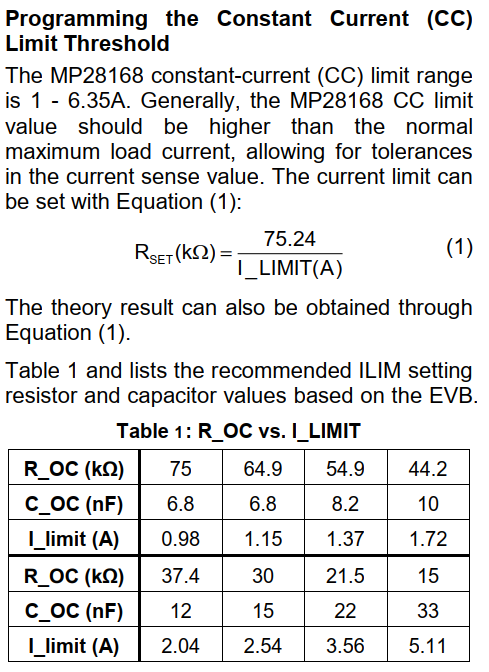 Programming the Constant Current (CC)
Limit Threshold
The MP28168 constant-current (CC) limit range
is 1 - 6.35A. Generally, the MP28168 CC limit
value should be higher than the normal
maximum load current, allowing for tolerances
in the current sense value. The current limit can
be set with Equation (1):
R_SET(kΩ) = 75.24 / I_LIMIT(A) (1)
The theory result can also be obtained through
Equation (1).
Table 1 and lists the recommended ILIM setting
resistor and capacitor values based on the EVB.
Table 1: R_OC vs. I_LIMIT
R_OC (kΩ) 75 64.9 54.9 44.2
C_OC (nF) 6.8 6.8 8.2 10
I_limit (A) 0.98 1.15 1.37 1.72
R_OC (kΩ) 37.4 30 21.5 15
C_OC (nF) 12 15 22 33
I_limit (A) 2.04 2.54 3.56 5.11